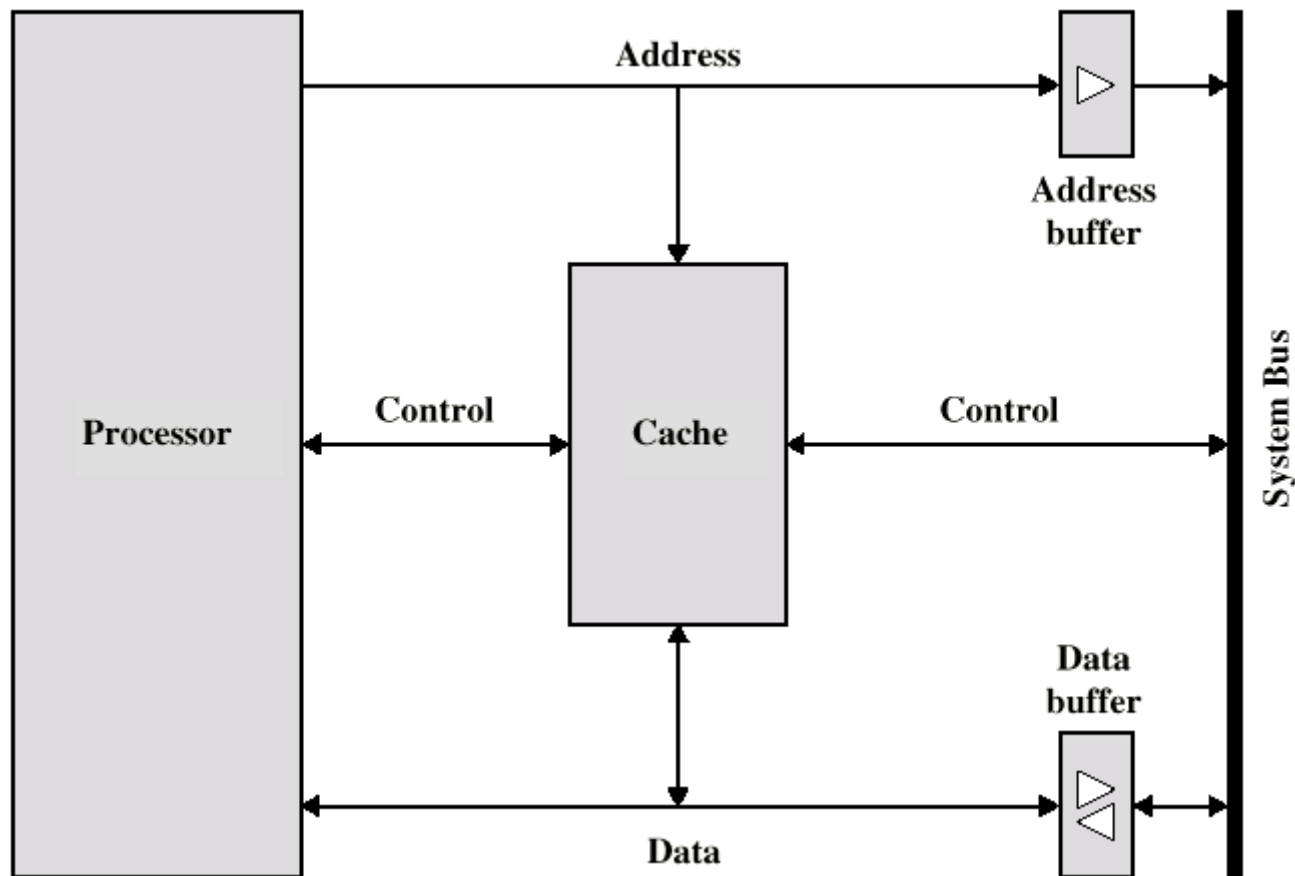 Address
Address
buffer
Processor
Control
Cache
Control
System Bus
Data
buffer
Data